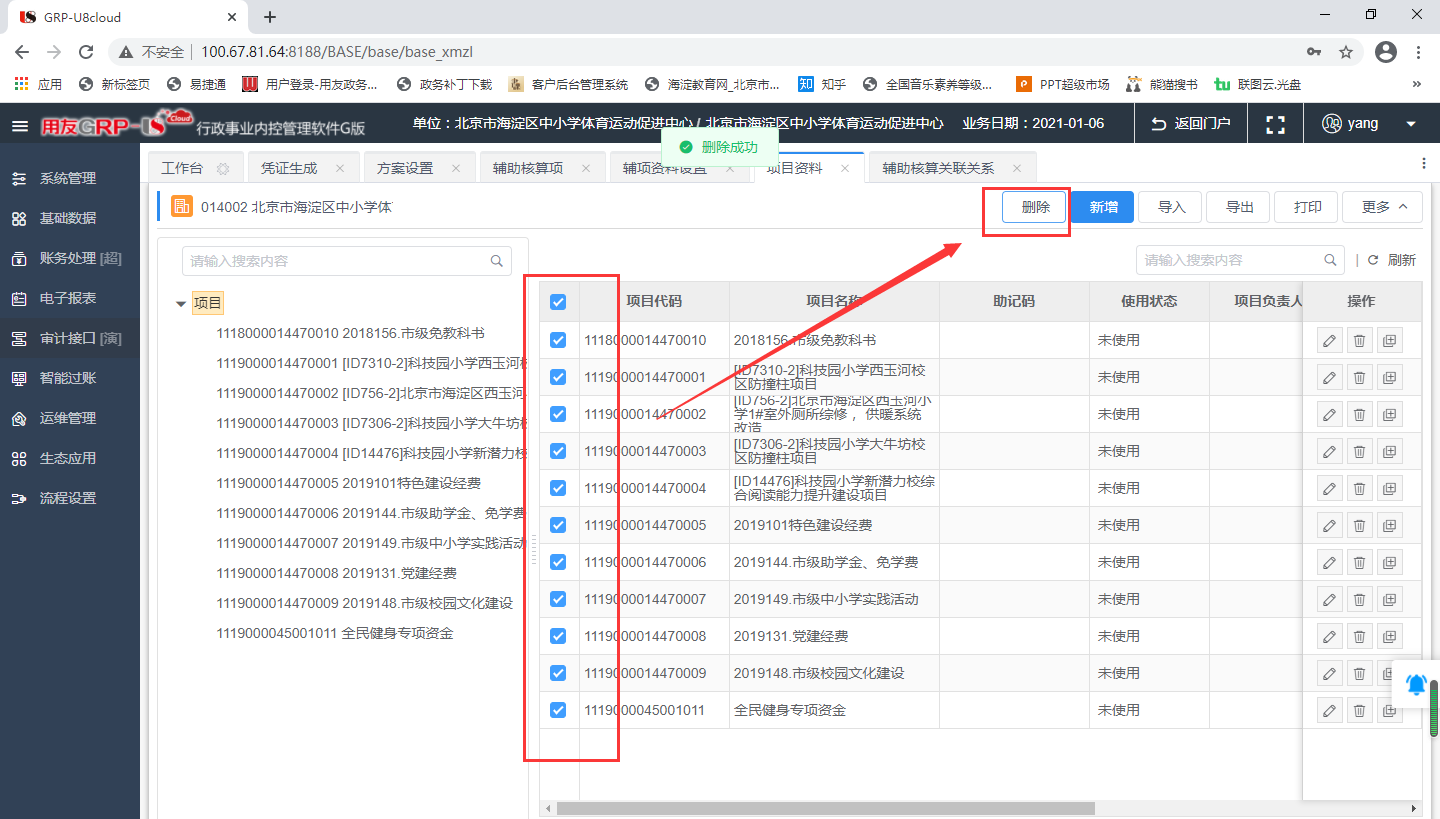 GRP-U8cloud
不安全 100.67.81.64:8188/BASE/base/base_xmzl
应用 新标签页 易捷通 用户登录-用友政务... 政务补丁下载 客户后台管理系统 海淀教育网_北京市... 知乎 全国音乐素养等级... PPT超级市场 熊猫搜书 联图云.光盘 »
用友GRP-U8 Cloud 行政事业内控管理软件G版 单位：北京市海淀区中小学体育运动促进中心 / 北京市海淀区中小学体育运动促进中心 业务日期：2021-01-06 返回门户 yang
删除成功
工作台 凭证生成 方案设置 辅助核算项 辅项资料设置 项目资料 辅助核算关联关系
系统管理
基础数据
账务处理 [超]
电子报表
审计接口 [演]
智能过账
运维管理
生态应用
流程设置
014002 北京市海淀区中小学体
删除 新增 导入 导出 打印 更多
请输入搜索内容
项目
1118000014470010 2018156.市级免教科书
1119000014470001 [ID7310-2]科技园小学西玉河校
1119000014470002 [ID756-2]北京市海淀区西玉河
1119000014470003 [ID7306-2]科技园小学大牛坊校
1119000014470004 [ID14476]科技园小学新潜力校
1119000014470005 2019101特色建设经费
1119000014470006 2019144.市级助学金、免学费
1119000014470007 2019149.市级中小学实践活动
1119000014470008 2019131.党建经费
1119000014470009 2019148.市级校园文化建设
1119000045001011 全民健身专项资金
请输入搜索内容 刷新
项目代码 项目名称 助记码 使用状态 项目负责人 操作
1118000014470010 2018156.市级免教科书 未使用
1119000014470001 [ID7310-2]科技园小学西玉河校 未使用
区防撞柱项目
1119000014470002 [ID756-2]北京市海淀区西玉河小 未使用
学1#室外厕所综修 ，供暖系统
改造
1119000014470003 [ID7306-2]科技园小学大牛坊校 未使用
区防撞柱项目
1119000014470004 [ID14476]科技园小学新潜力校综 未使用
合阅读能力提升建设项目
1119000014470005 2019101特色建设经费 未使用
1119000014470006 2019144.市级助学金、免学费 未使用
1119000014470007 2019149.市级中小学实践活动 未使用
1119000014470008 2019131.党建经费 未使用
1119000014470009 2019148.市级校园文化建设 未使用
1119000045001011 全民健身专项资金 未使用